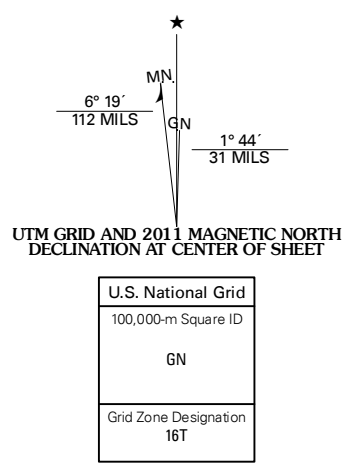 ★
MN.
6° 19´
112 MILS
GN
1° 44´
31 MILS
UTM GRID AND 2011 MAGNETIC NORTH
DECLINATION AT CENTER OF SHEET
U.S. National Grid
100,000-m Square ID
GN
Grid Zone Designation
16T